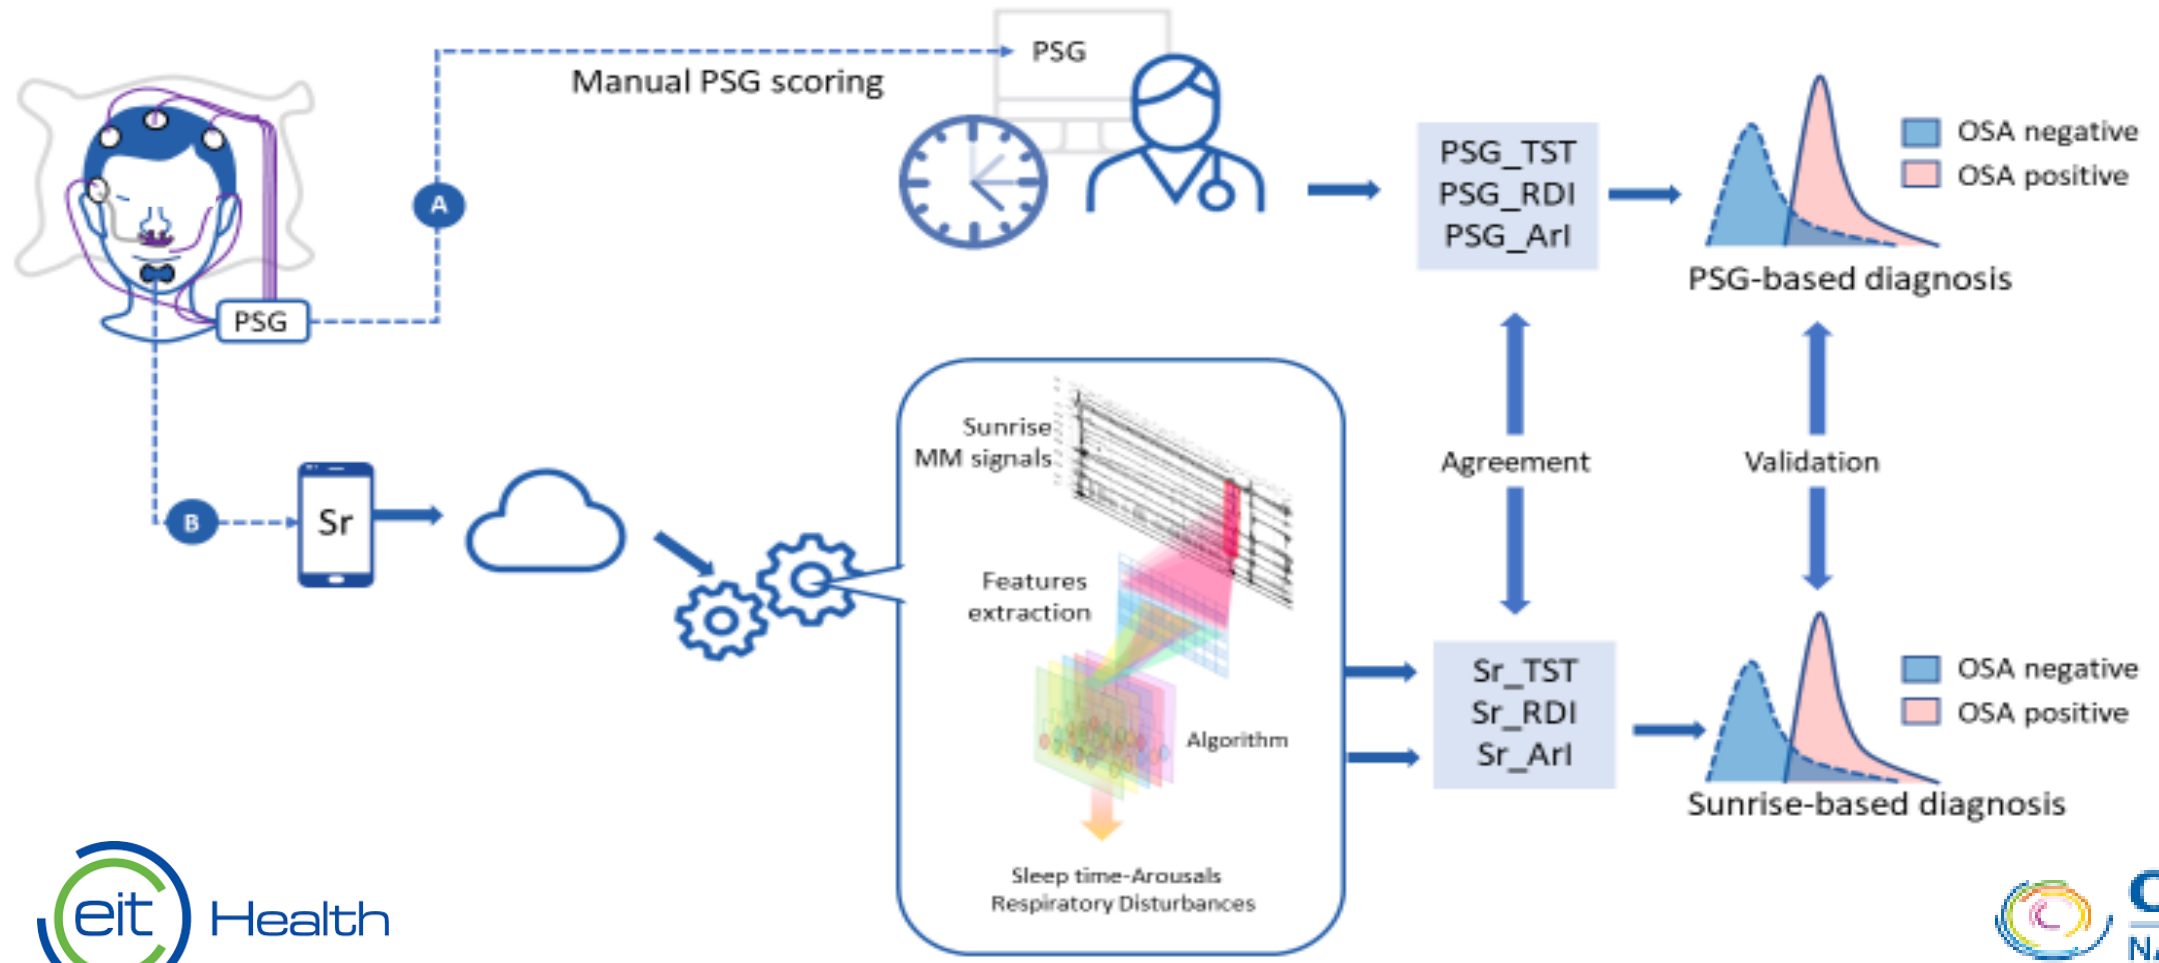 PSG
Manual PSG scoring
A
PSG
PSG_TST
PSG_RDI
PSG_ArI
OSA negative
OSA positive
PSG-based diagnosis
B
Sr
Sunrise
MM signals
Features
extraction
Algorithm
Sleep time-Arousals
Respiratory Disturbances
Agreement
Validation
Sr_TST
Sr_RDI
Sr_ArI
OSA negative
OSA positive
Sunrise-based diagnosis
eit Health